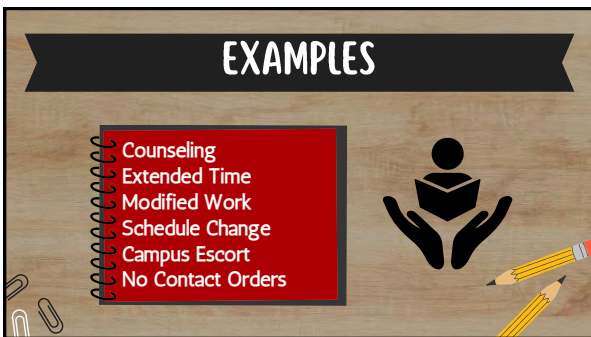 EXAMPLES
Counseling
Extended Time
Modified Work
Schedule Change
Campus Escort
No Contact Orders